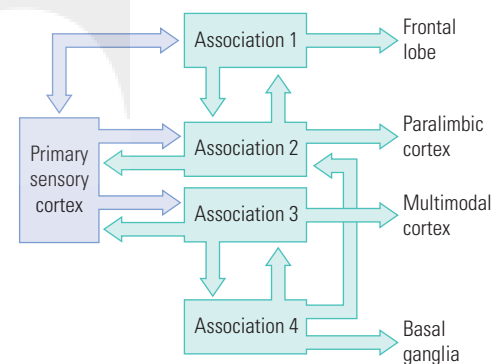 Association 1
Frontal
lobe
Primary
sensory
cortex
Association 2
Paralimbic
cortex
Association 3
Multimodal
cortex
Association 4
Basal
ganglia